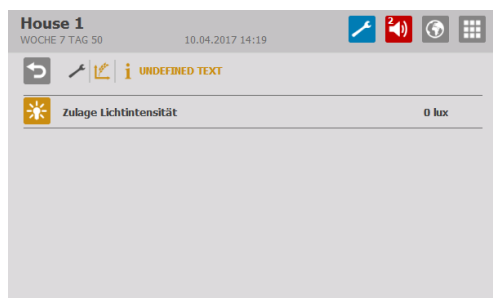 House 1
WOCHE 7 TAG 50 10.04.2017 14:19
2
UNDEFINED TEXT
Zulage Lichtintensität 0 lux